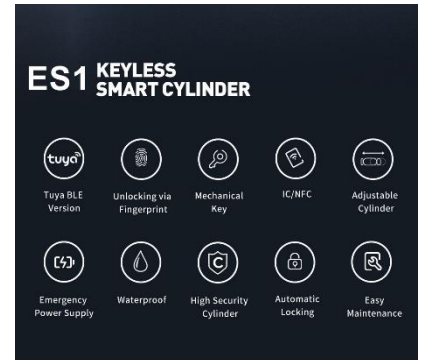 ES1 KEYLESS
SMART CYLINDER
tuya
Tuya BLE
Version
Unlocking via
Fingerprint
Mechanical
Key
IC/NFC
Adjustable
Cylinder
C
Emergency
Power Supply
Waterproof
High Security
Cylinder
Automatic
Locking
Easy
Maintenance